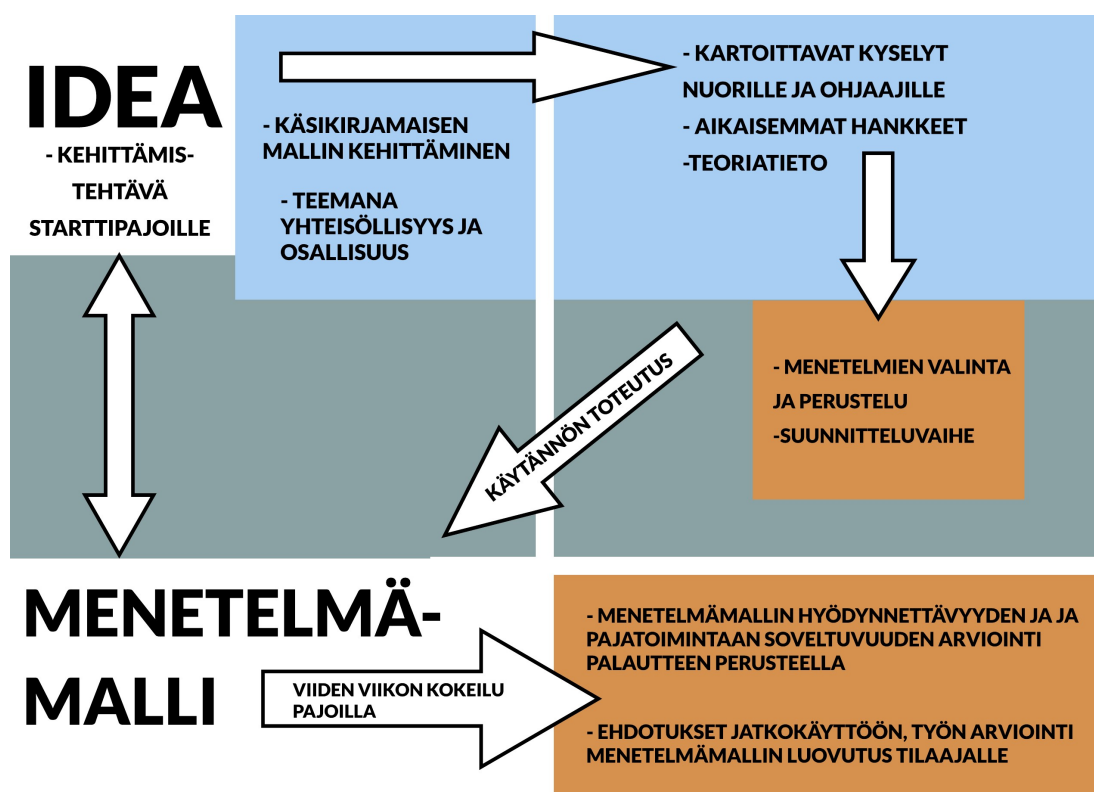 IDEA
- KEHITTÄMIS-
TEHTÄVÄ
STARTTIPAJOILLE
- KÄSIKIRJAMAISEN
MALLIN KEHITTÄMINEN
- TEEMANA
YHTEISÖLLISYYS JA
OSALLISUUS
- KARTOITTAVAT KYSELYT
NUORILLE JA OHJAAJILLE
- AIKAISEMMAT HANKKEET
-TEORIATIETO
- MENETELMIEN VALINTA
JA PERUSTELU
-SUUNNITTELUVAIHE
KÄYTÄNNÖN TOTEUTUS
MENETELMÄ-
MALLI
VIIDEN VIIKON KOKEILU
PAJOILLA
- MENETELMÄMALLIN HYÖDYNNETTÄVYYDEN JA JA
PAJATOIMINTAAN SOVELTUVUUDEN ARVIOINTI
PALAUTTEEN PERUSTEELLA
- EHDOTUKSET JATKOKÄYTTÖÖN, TYÖN ARVIOINTI
MENETELMÄMALLIN LUOVUTUS TILAAJALLE